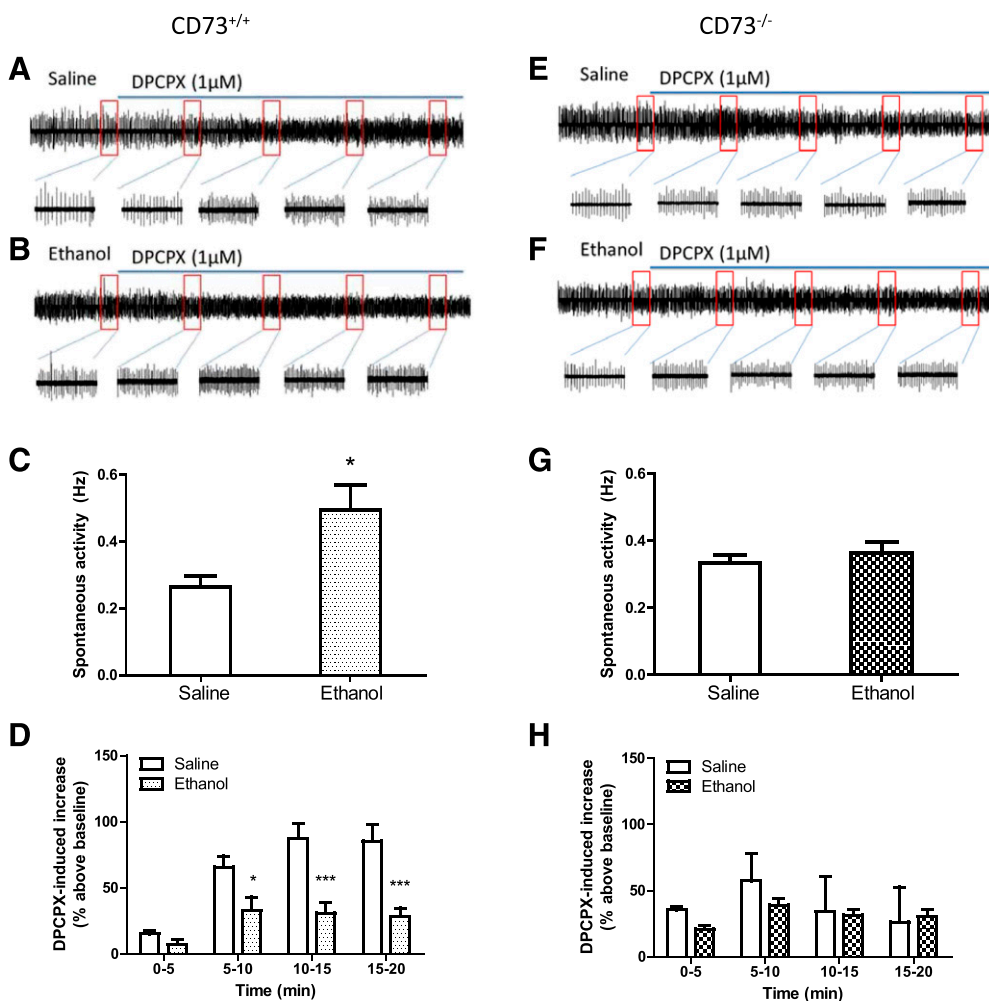 CD73+/+
CD73-/-
A
Saline
DPCPX (1µM)
B
Ethanol
DPCPX (1µM)
E
Saline
DPCPX (1µM)
F
Ethanol
DPCPX (1µM)
C
Spontaneous activity (Hz)
0.6
0.4
0.2
0.0
*
Saline
Ethanol
G
Spontaneous activity (Hz)
0.6
0.4
0.2
0.0
Saline
Ethanol
D
DPCPX-induced increase
(% above baseline)
150
100
50
0
Saline
Ethanol
*
***
***
0-5
5-10
10-15
15-20
Time (min)
H
DPCPX-induced increase
(% above baseline)
150
100
50
0
Saline
Ethanol
0-5
5-10
10-15
15-20
Time (min)